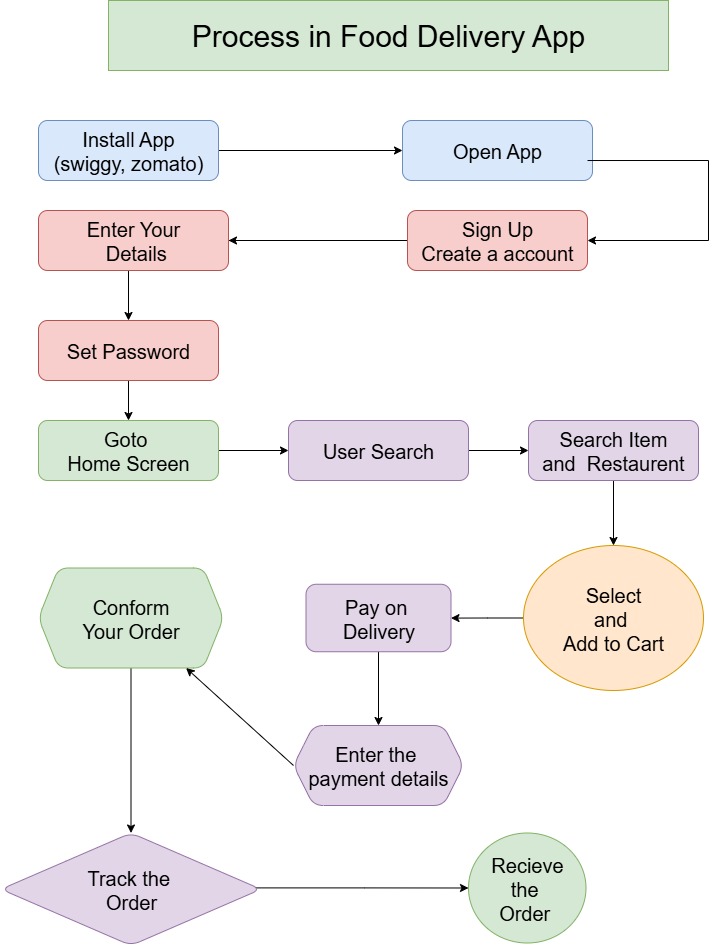 Process in Food Delivery App
Install App
(swiggy, zomato)
Open App
Sign Up
Create a account
Enter Your
Details
Set Password
Goto
Home Screen
User Search
Search Item
and  Restaurent
Select
and
Add to Cart
Pay on
Delivery
Enter the
payment details
Conform
Your Order
Track the
Order
Recieve
the
Order